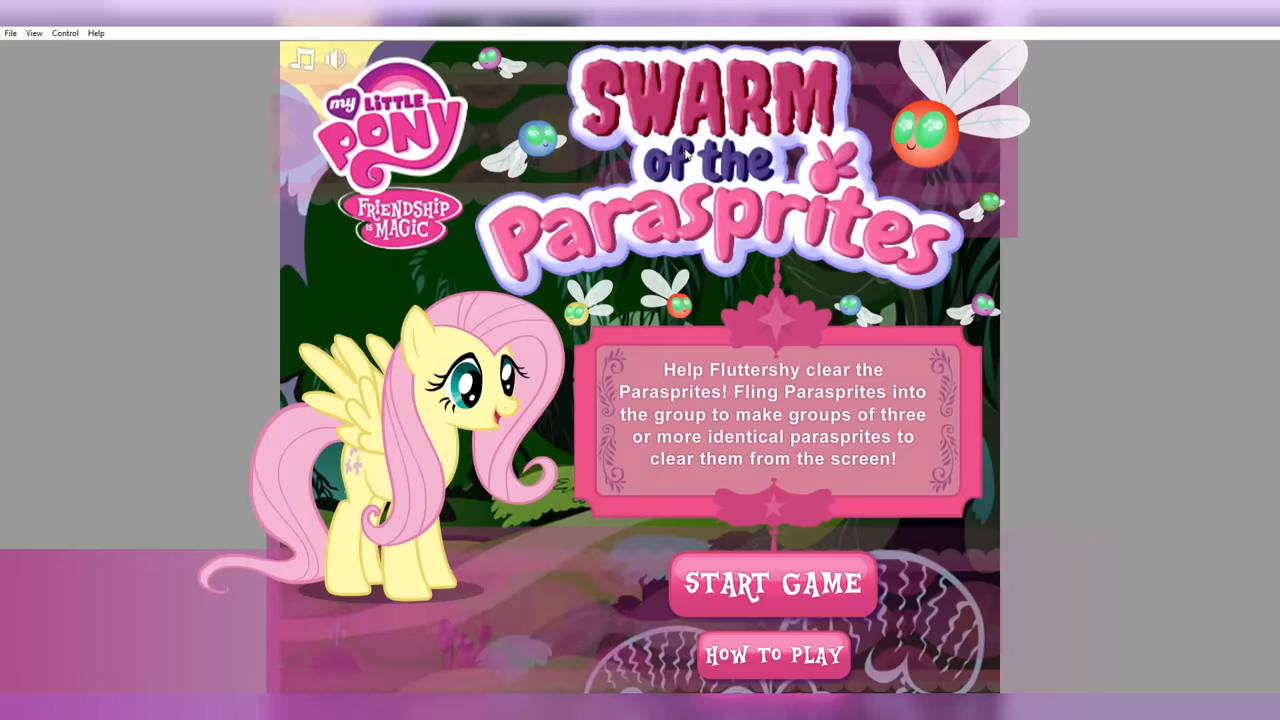 File View Control Help
my LiTTLE
PONY
FRiENDSHiP
iS MAGiC
SWARM
of the
Parasprites
Help Fluttershy clear the
Parasprites! Fling Parasprites into
the group to make groups of three
or more identical parasprites to
clear them from the screen!
START GAME
HOW TO PLAY